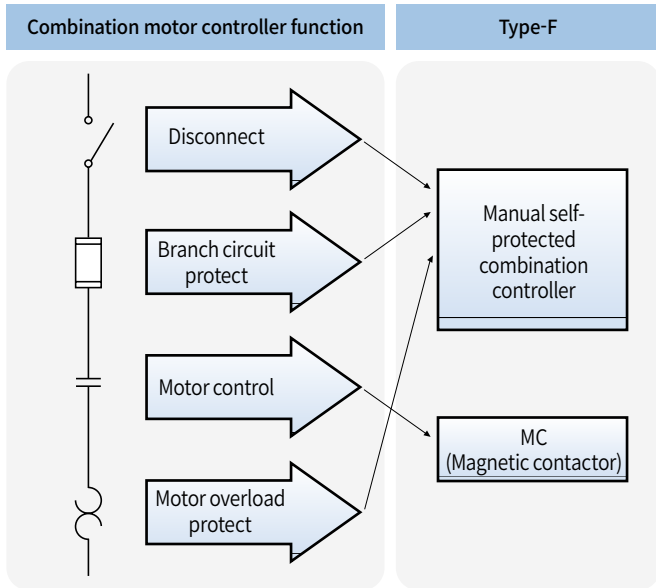 Combination motor controller function
Type-F
Disconnect
Branch circuit
protect
Motor control
Motor overload
protect
Manual self-
protected
combination
controller
MC
(Magnetic contactor)